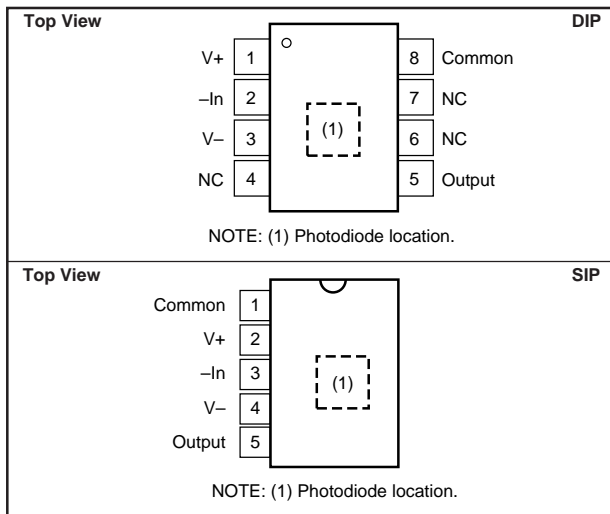 Top View DIP
V+ 1 8 Common
–In 2 7 NC
(1)
V– 3 6 NC
NC 4 5 Output
NOTE: (1) Photodiode location.
Top View SIP
Common 1
V+ 2
–In 3
(1)
V– 4
Output 5
NOTE: (1) Photodiode location.